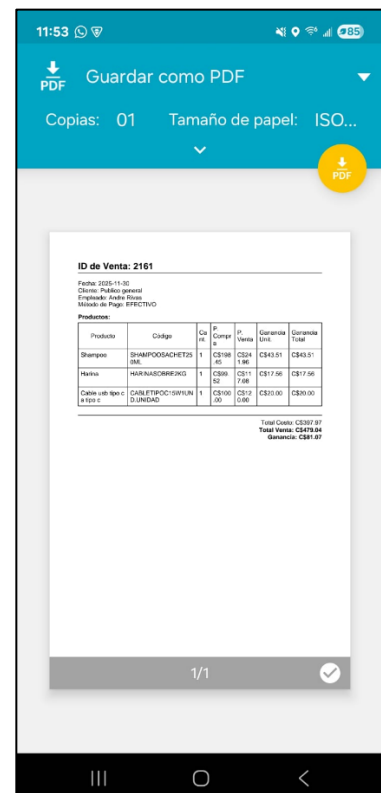 11:53
85
PDF
Guardar como PDF
Copias: 01 Tamaño de papel: ISO...
PDF
ID de Venta: 2161
Fecha: 2025-11-30
Cliente: Publico general
Empleado: Andre Rivas
Método de Pago: EFECTIVO
Productos:
Producto Código Ca nt. P. Compr a P. Venta Ganancia Unit. Ganancia Total
Shampoo SHAMPOOSACHET25 0ML 1 C$198 .45 C$24 1.96 C$43.51 C$43.51
Harina HARINASOBRE2KG 1 C$99. 52 C$11 7.08 C$17.56 C$17.56
Cable usb tipo c a tipo c CABLETIPOC15W1UN D.UNIDAD 1 C$100 .00 C$12 0.00 C$20.00 C$20.00
Total Costo: C$397.97
Total Venta: C$479.04
Ganancia: C$81.07
1/1